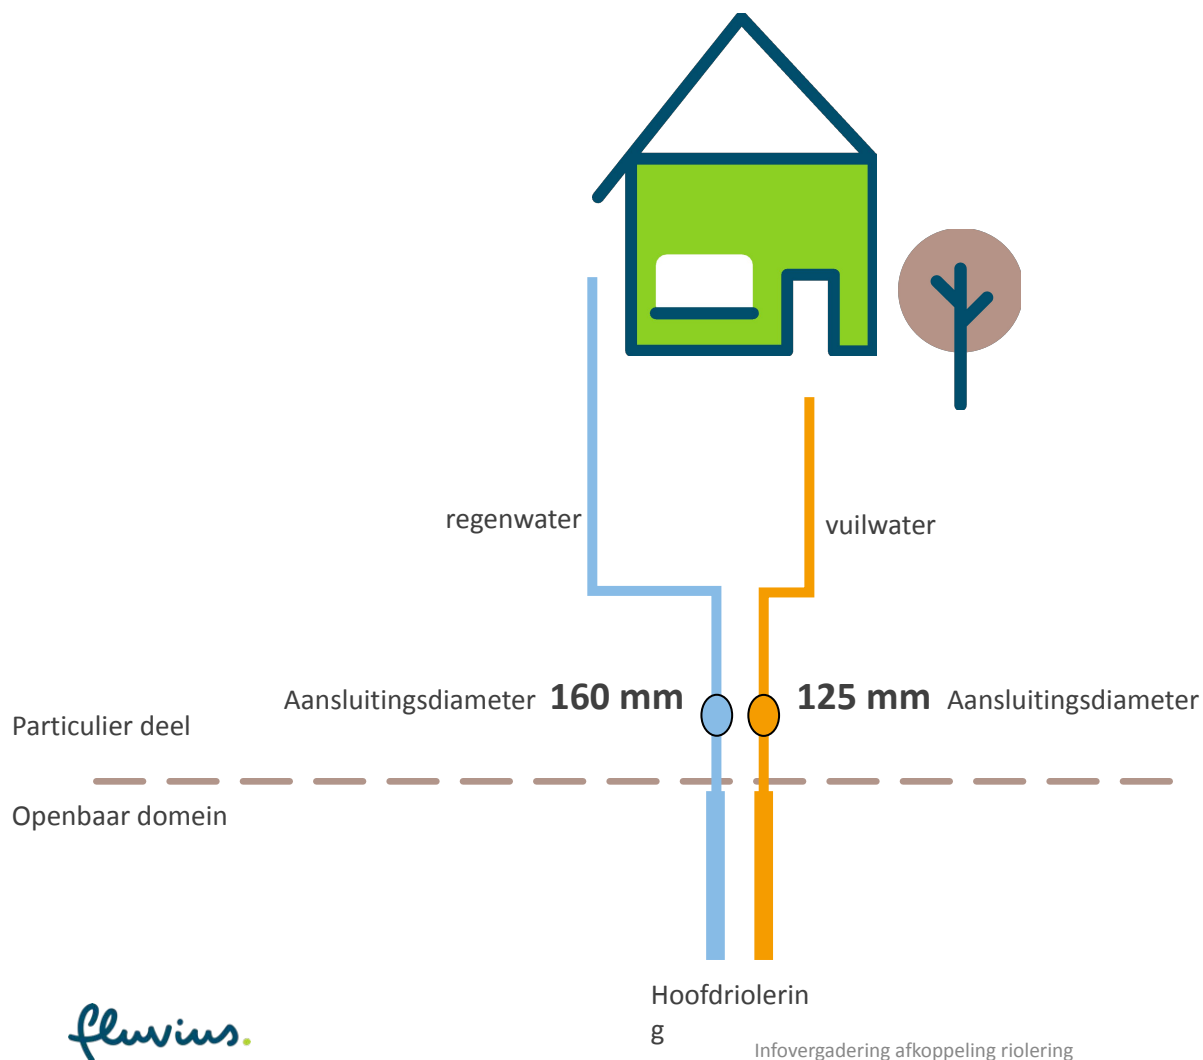 regenwater
vuilwater
Aansluitingsdiameter 160 mm 125 mm Aansluitingsdiameter
Particulier deel
Openbaar domein
Hoofdriolerin
g
fluvius.
Infovergadering afkoppeling riolering